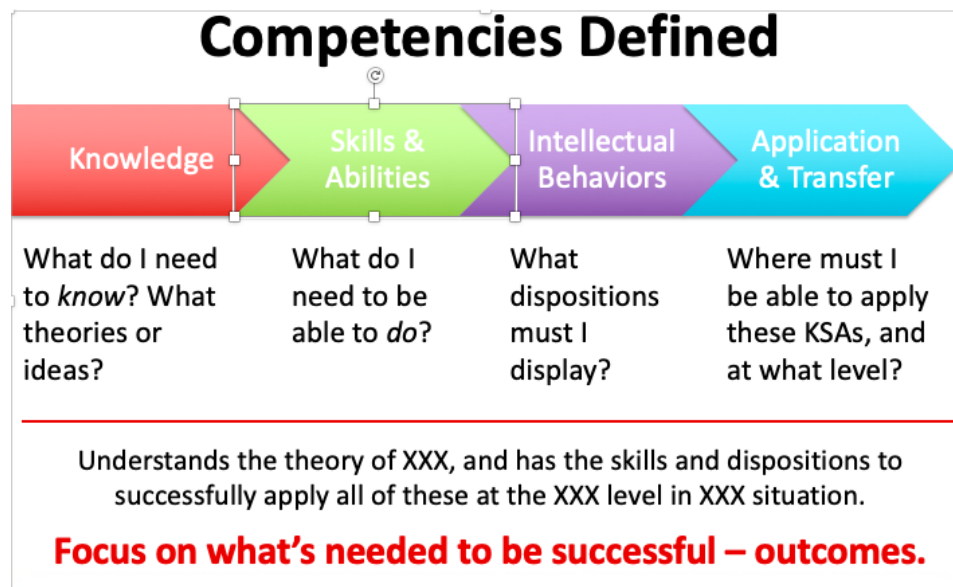 Competencies Defined
Knowledge
Skills &
Abilities
Intellectual
Behaviors
Application
& Transfer
What do I need
to know? What
theories or
ideas?
What do I
need to be
able to do?
What
dispositions
must I
display?
Where must I
be able to apply
these KSAs, and
at what level?
Understands the theory of XXX, and has the skills and dispositions to
successfully apply all of these at the XXX level in XXX situation.
Focus on what’s needed to be successful – outcomes.